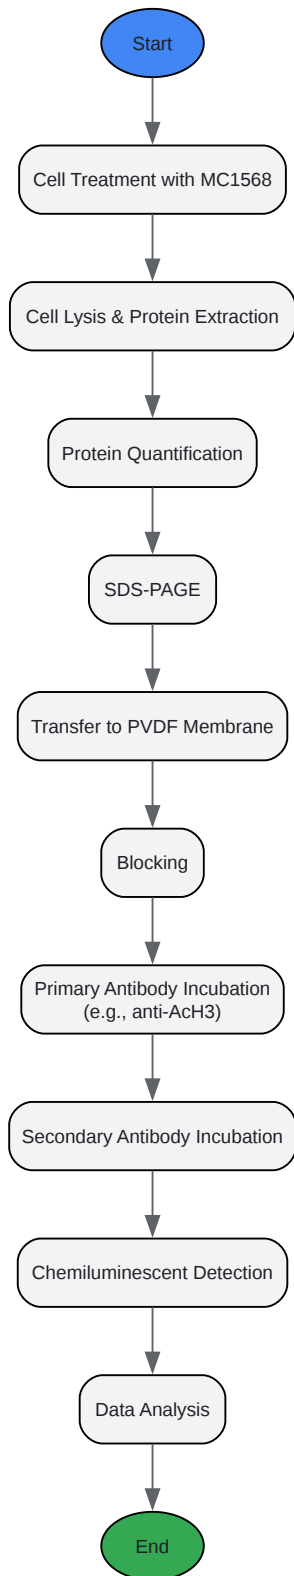 Start
Cell Treatment with MC1568
Cell Lysis & Protein Extraction
Protein Quantification
SDS-PAGE
Transfer to PVDF Membrane
Blocking
Primary Antibody Incubation
(e.g., anti-AcH3)
Secondary Antibody Incubation
Chemiluminescent Detection
Data Analysis
End